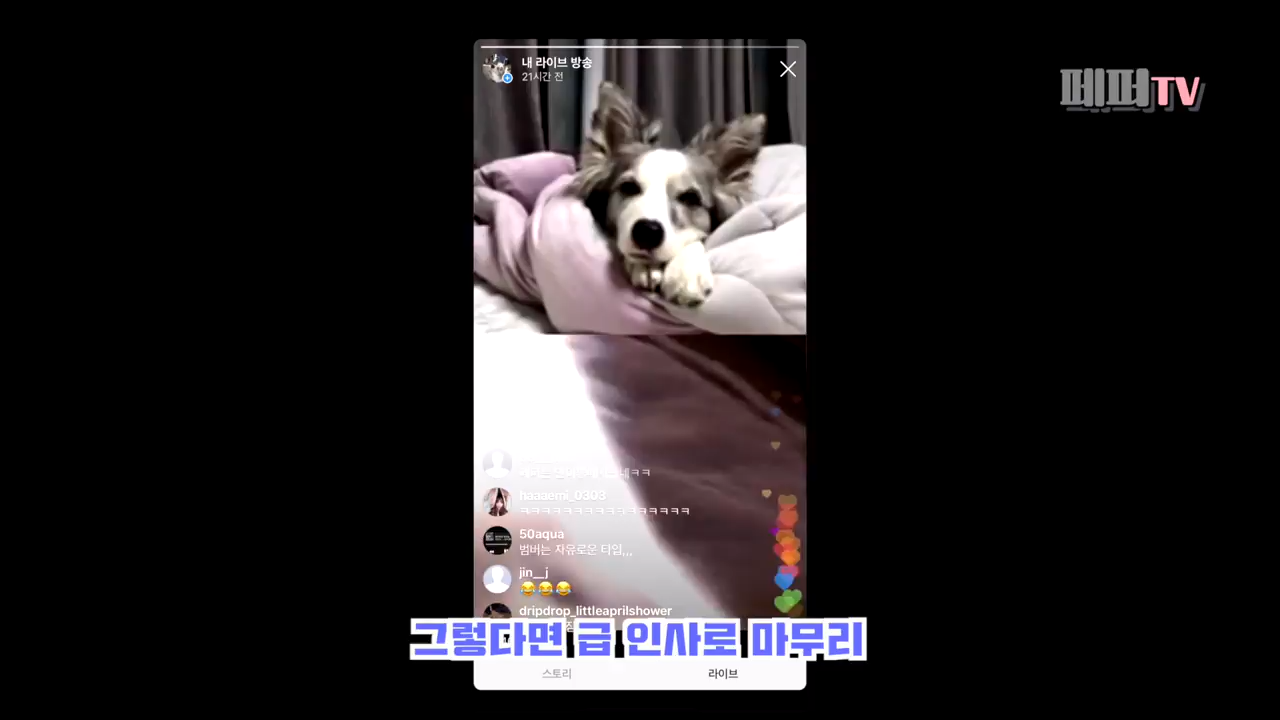 내 라이브 방송
21시간 전
페퍼TV
haaaemi_0303
ㅋㅋㅋㅋㅋㅋㅋㅋㅋㅋㅋㅋㅋㅋㅋ
50aqua
범버는 자유로운 타입,,,
jin__j
😂😂😂
dripdrop_littleaprilshower
그렇다면 급 인사로 마무리
스토리
라이브